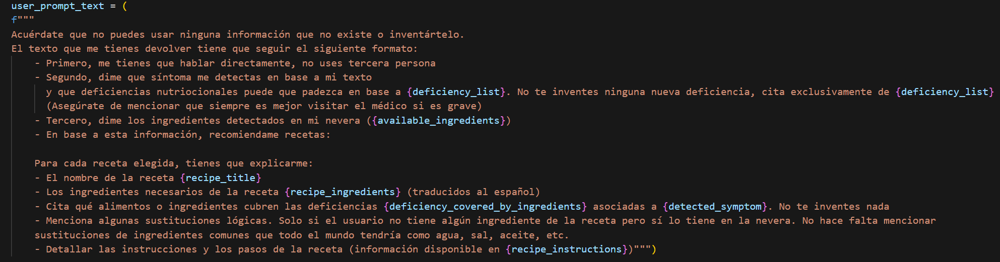 user_prompt_text = (
f"""
Acuérdate que no puedes usar ninguna información que no existe o inventártelo.
El texto que me tienes devolver tiene que seguir el siguiente formato:
- Primero, me tienes que hablar directamente, no uses tercera persona
- Segundo, dime que síntoma me detectas en base a mi texto
y que deficiencias nutriocionales puede que padezca en base a {deficiency_list}. No te inventes ninguna nueva deficiencia, cita exclusivamente de {deficiency_list}
(Asegúrate de mencionar que siempre es mejor visitar el médico si es grave)
- Tercero, dime los ingredientes detectados en mi nevera ({available_ingredients})
- En base a esta información, recomiendame recetas:
Para cada receta elegida, tienes que explicarme:
- El nombre de la receta {recipe_title}
- Los ingredientes necesarios de la receta {recipe_ingredients} (traducidos al español)
- Cita qué alimentos o ingredientes cubren las deficiencias {deficiency_covered_by_ingredients} asociadas a {detected_symptom}. No te inventes nada
- Menciona algunas sustituciones lógicas. Solo si el usuario no tiene algún ingrediente de la receta pero sí lo tiene en la nevera. No hace falta mencionar
sustituciones de ingredientes comunes que todo el mundo tendría como agua, sal, aceite, etc.
- Detallar las instrucciones y los pasos de la receta (información disponible en {recipe_instructions})""")